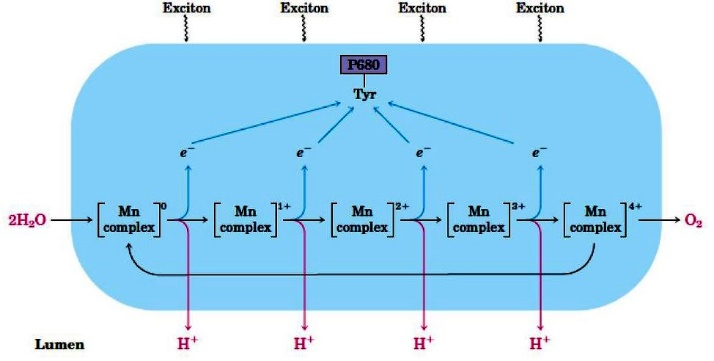 Exciton Exciton Exciton Exciton
P680
Tyr
e⁻ e⁻ e⁻ e⁻
2H₂O [Mn complex]⁰ [Mn complex]¹⁺ [Mn complex]²⁺ [Mn complex]³⁺ [Mn complex]⁴⁺ O₂
Lumen H⁺ H⁺ H⁺ H⁺